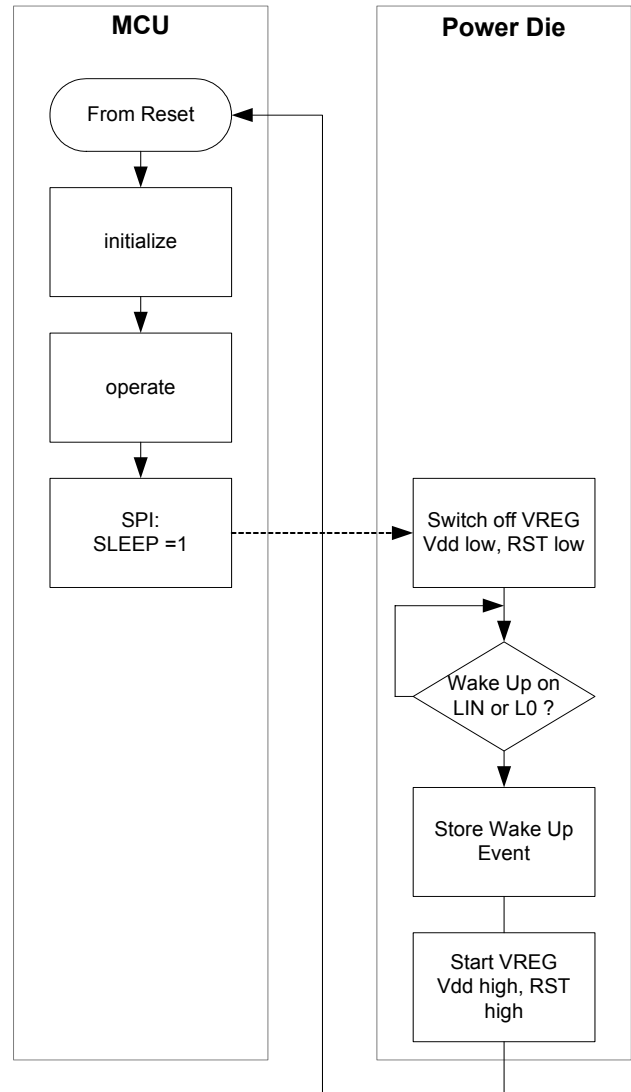 MCU
Power Die
From Reset
initialize
operate
SPI:
SLEEP =1
Switch off VREG
Vdd low, RST low
Wake Up on
LIN or L0 ?
Store Wake Up
Event
Start VREG
Vdd high, RST
high